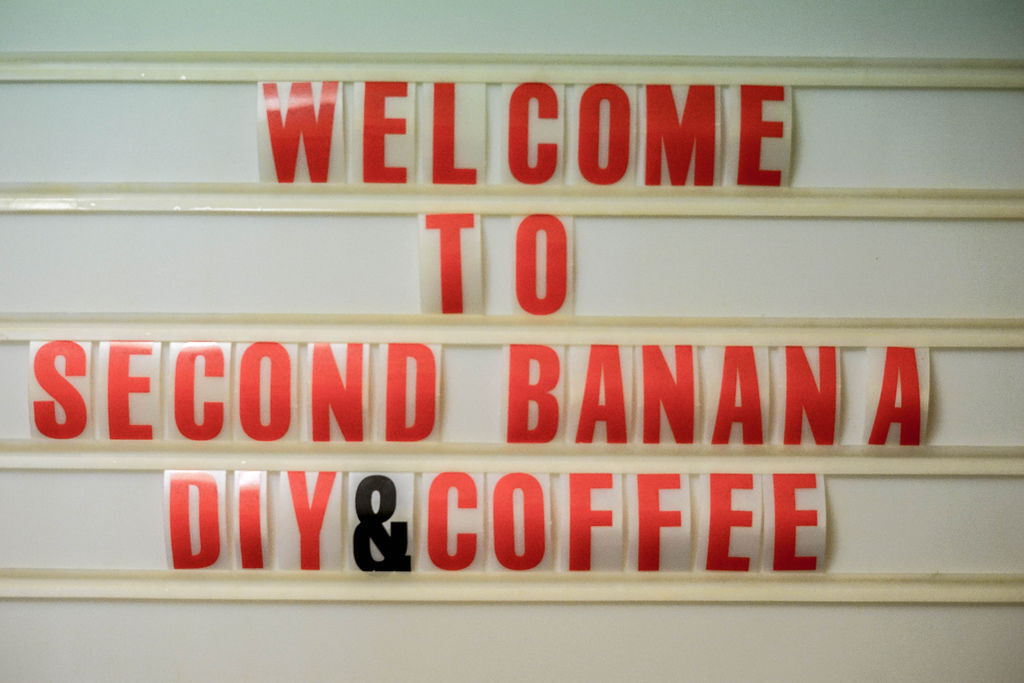 WELCOME
TO
SECOND BANANA
DIY&COFFEE